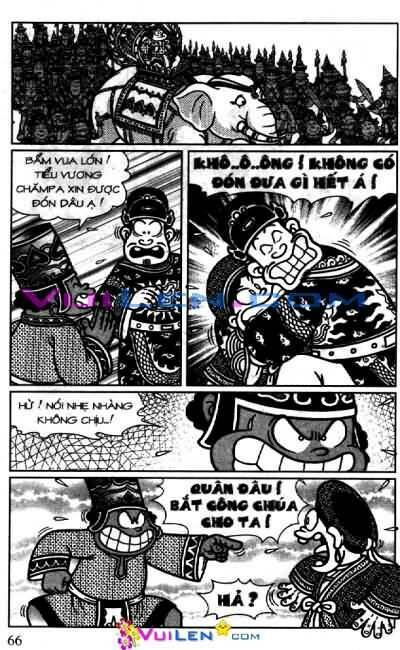 BẨM VUA LỚN!
TIỂU VƯƠNG
CHĂMPA XIN ĐƯỢC
ĐÓN DÂU Ạ!
KHÔ..Ô..ÔNG! KHÔNG CÓ
ĐÓN ĐƯA GÌ HẾT Á!
VUILEN.COM
HỪ! NÓI NHẸ NHÀNG
KHÔNG CHỊU...!
QUÂN ĐÂU!
BẮT CÔNG CHÚA
CHO TA!
HẢ?
66
VUILEN.COM